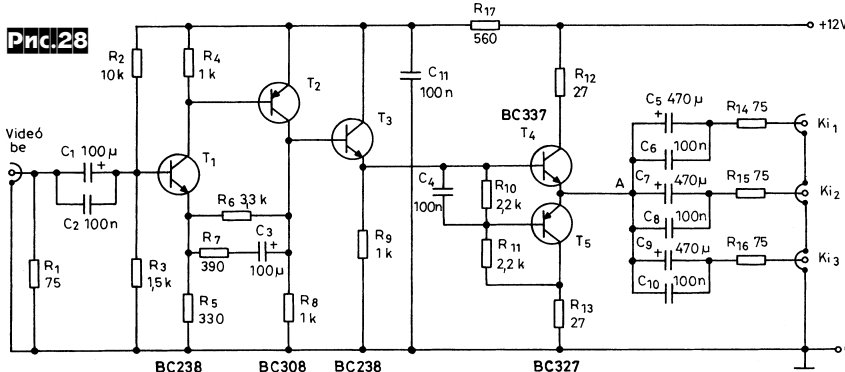 Рис.28
Videó
be
C1 100µ
+
C2 100n
R1
75
R2
10k
R3
1,5k
R4
1k
T1
T2
R6 3,3k
R7
390
C3
+
100µ
R5
330
R8
1k
T3
R9
1k
C11
100n
R17
560
C4
100n
R10
2,2k
R11
2,2k
BC337
T4
T5
R12
27
R13
27
A
C5 470µ
+
C6 100n
C7 470µ
+
C8 100n
C9 470µ
+
C10 100n
R14 75
R15 75
R16 75
+12V
Ki1
Ki2
Ki3
BC238
BC308
BC238
BC327